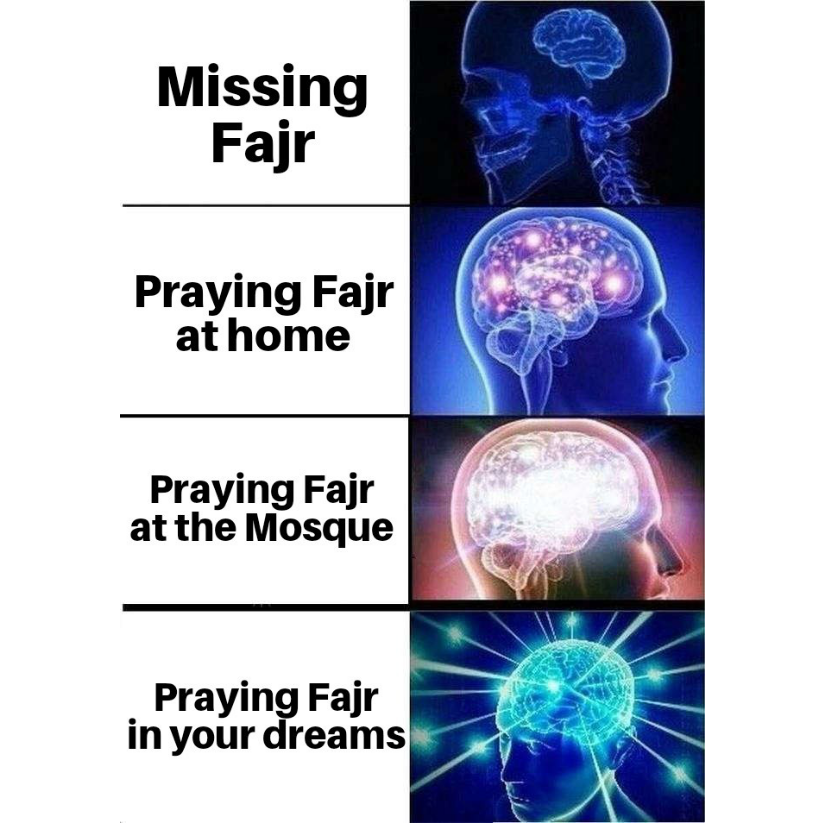 Missing
Fajr
Praying Fajr
at home
Praying Fajr
at the Mosque
Praying Fajr
in your dreams